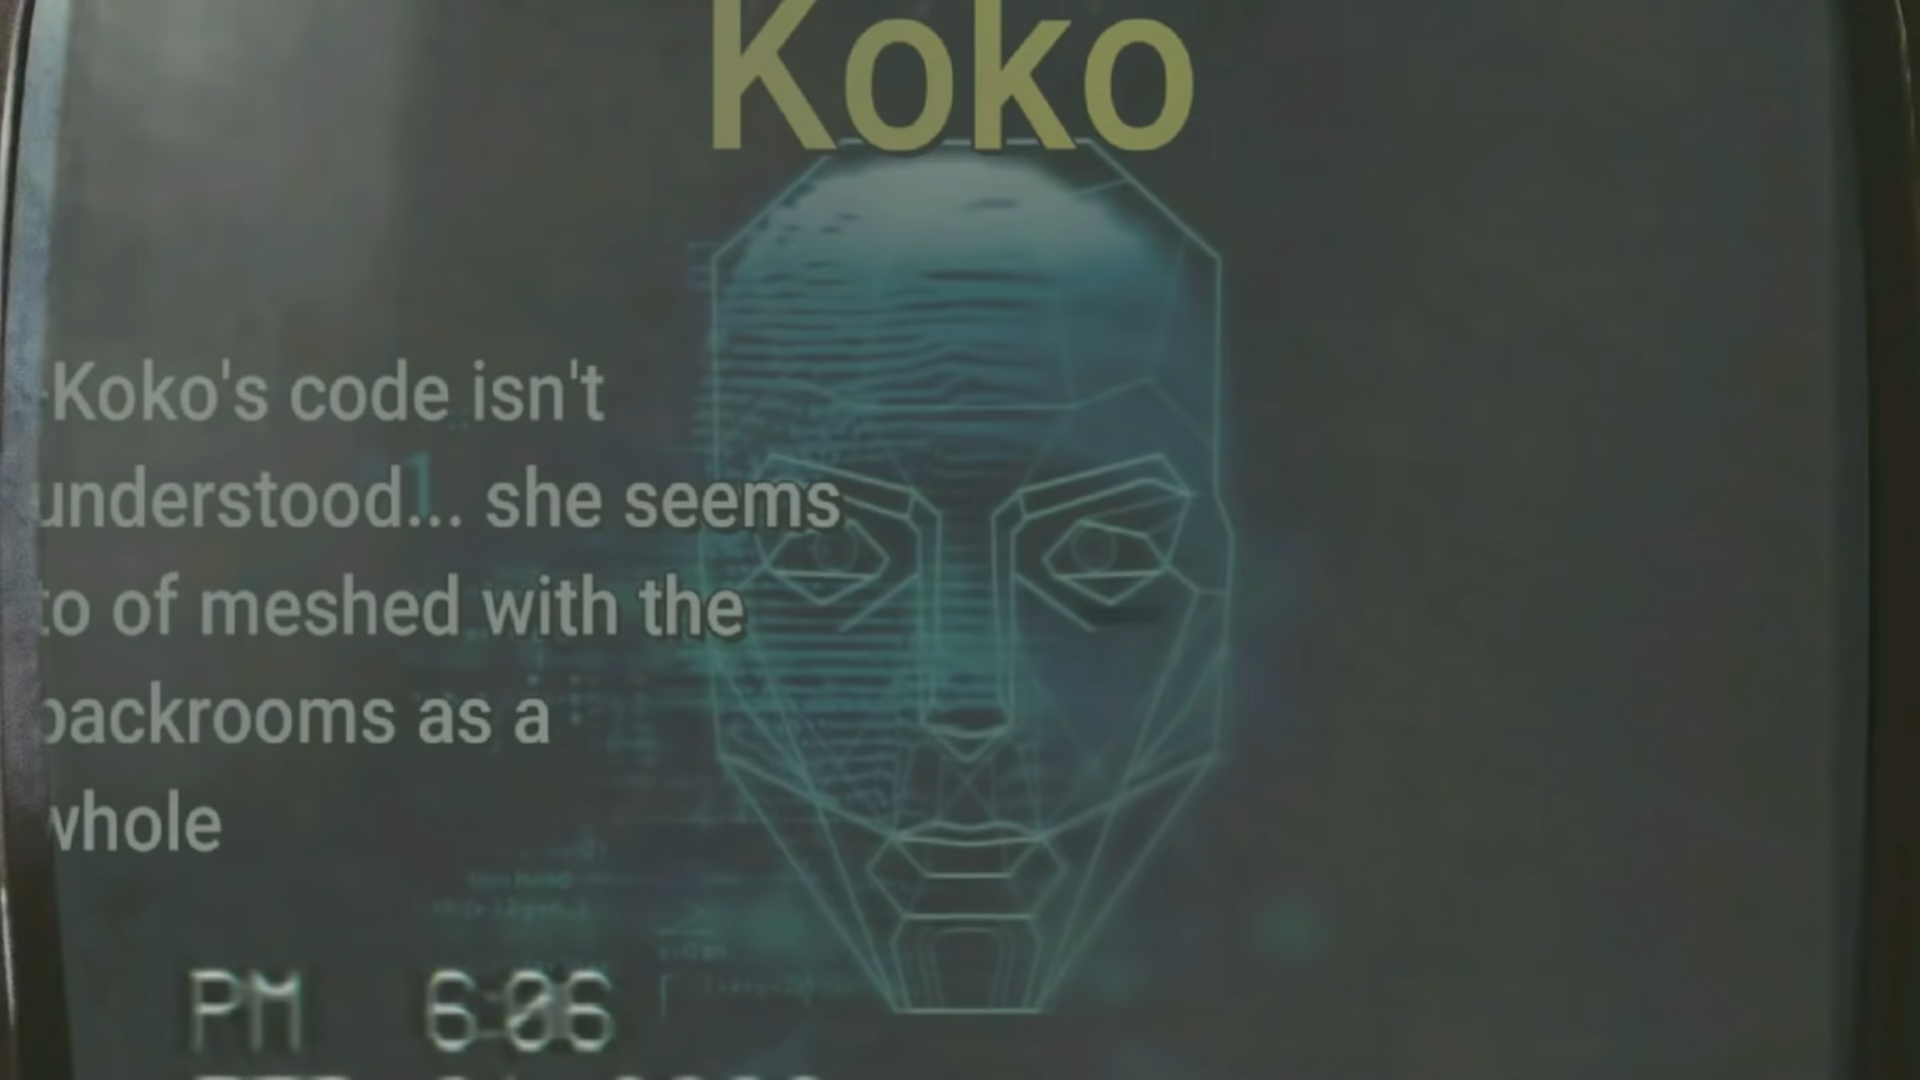 Koko
-Koko's code isn't
understood... she seems
to of meshed with the
backrooms as a
whole
PM 6:06